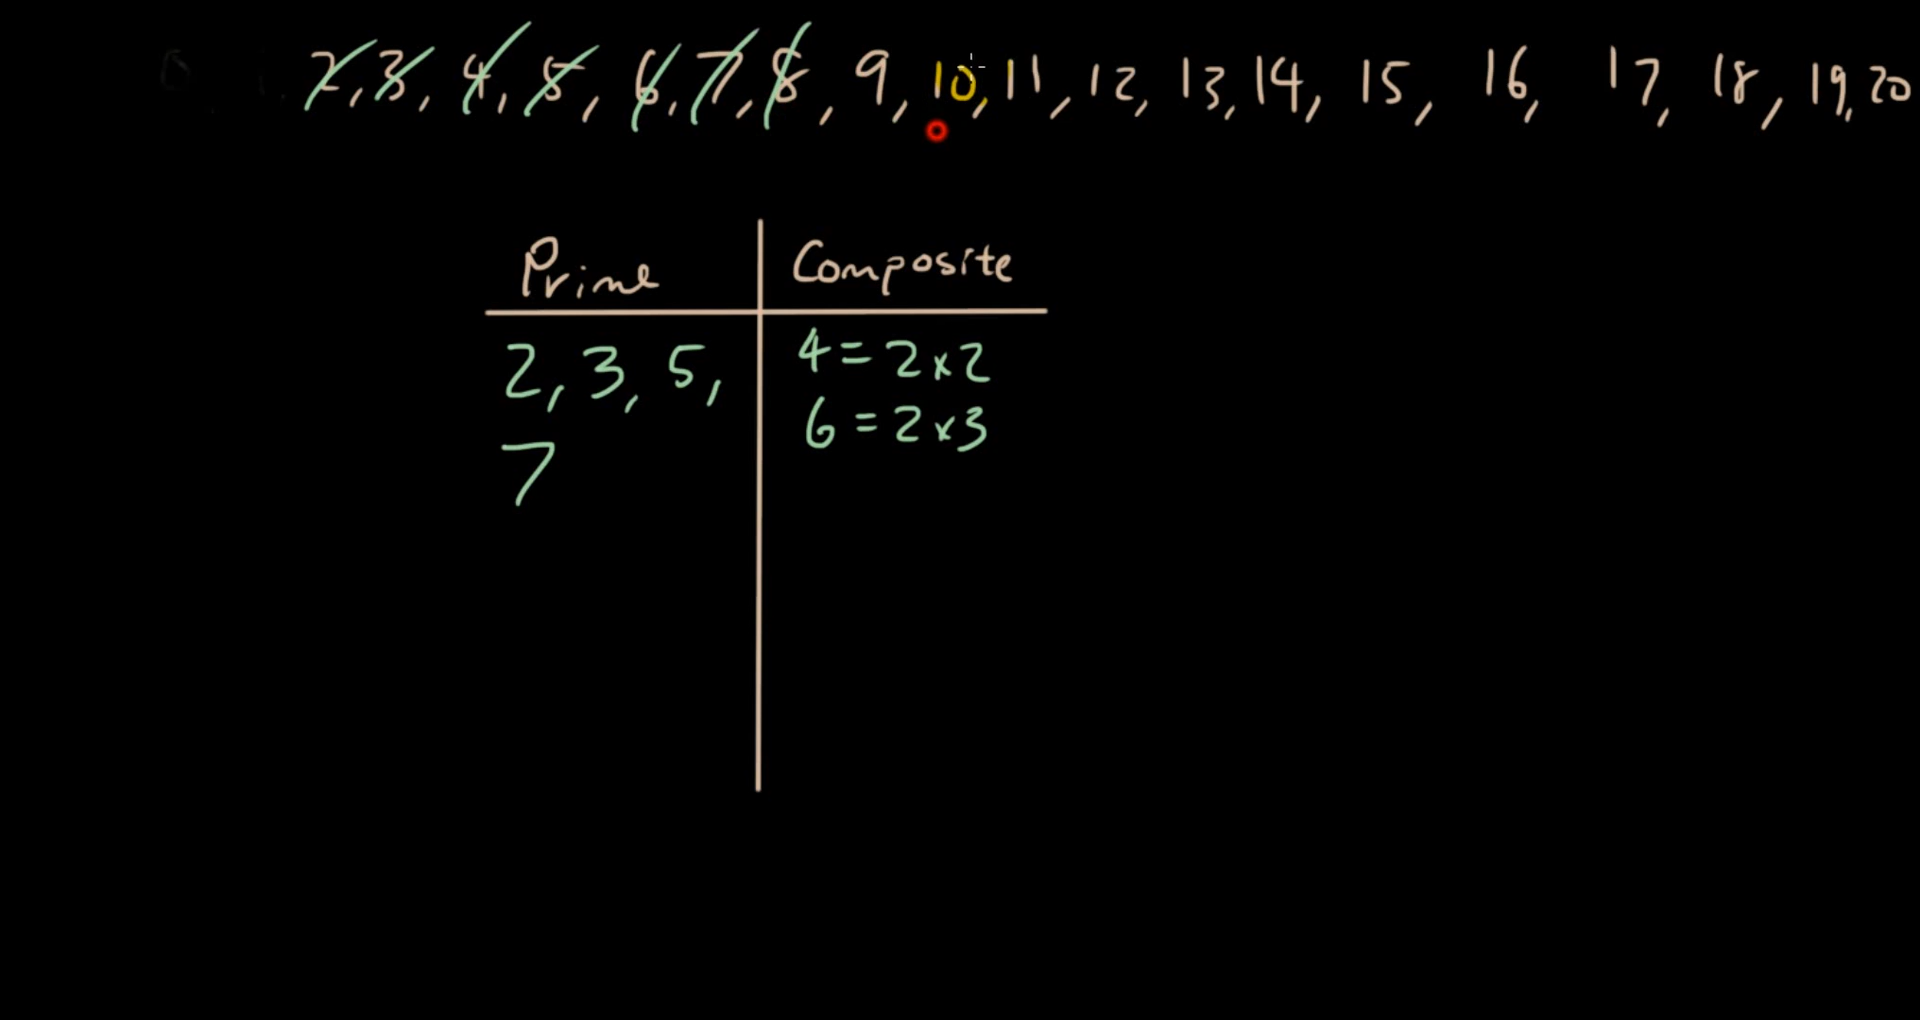 2, 3, 4, 5, 6, 7, 8, 9, 10, 11, 12, 13, 14, 15, 16, 17, 18, 19, 20
Prime
Composite
2, 3, 5,
4 = 2 x 2
6 = 2 x 3
7